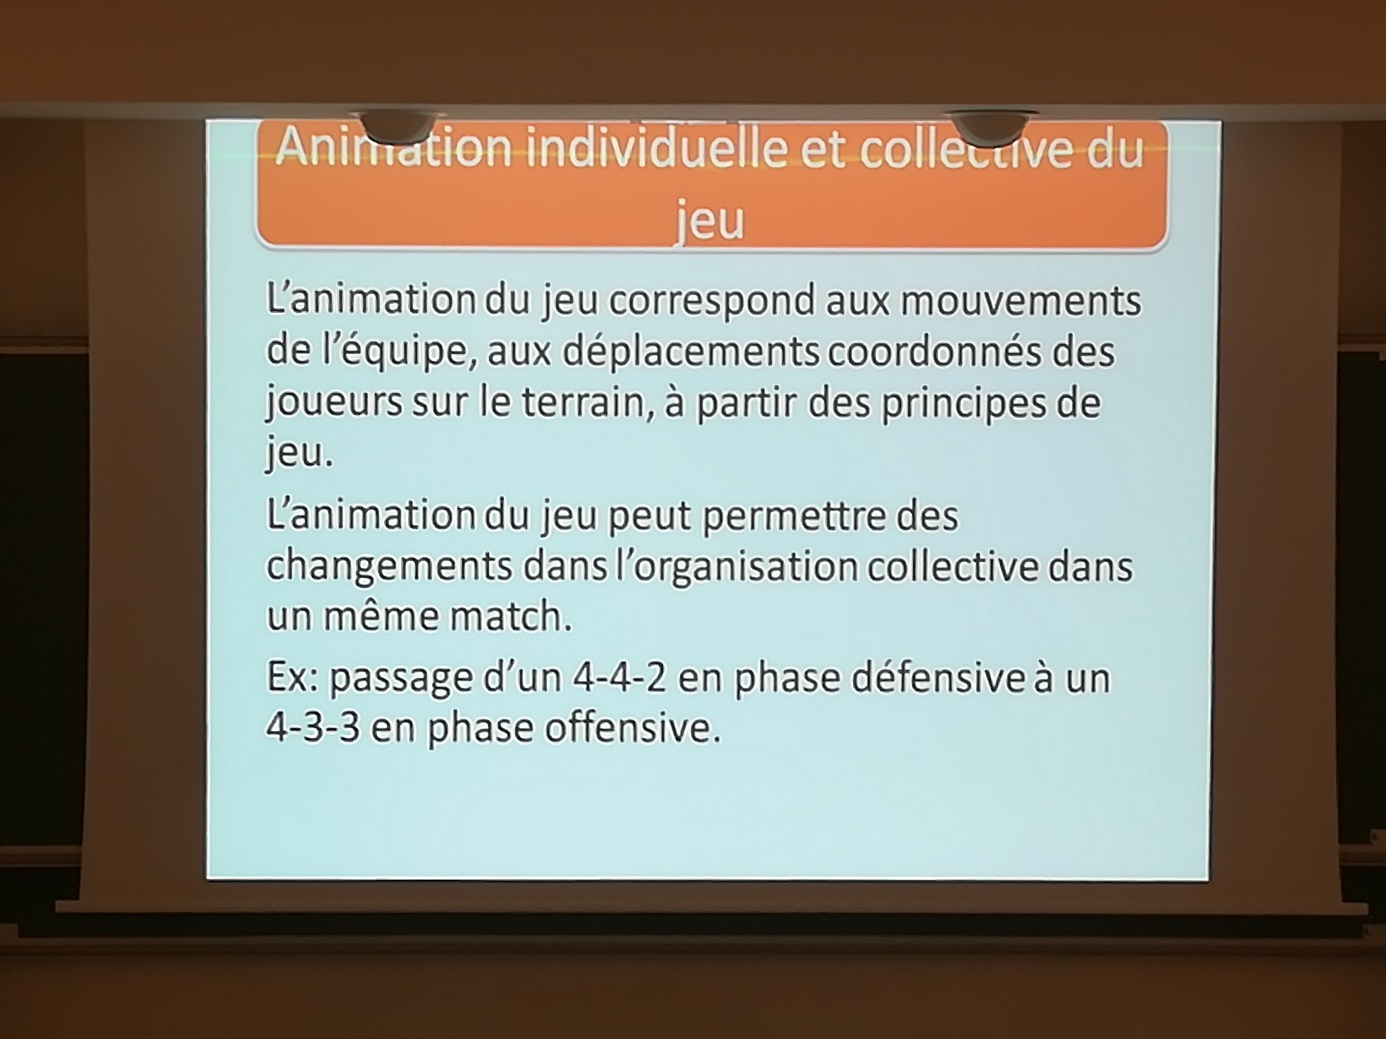 Animation individuelle et collective du
jeu
L’animation du jeu correspond aux mouvements
de l’équipe, aux déplacements coordonnés des
joueurs sur le terrain, à partir des principes de
jeu.
L’animation du jeu peut permettre des
changements dans l’organisation collective dans
un même match.
Ex: passage d’un 4-4-2 en phase défensive à un
4-3-3 en phase offensive.